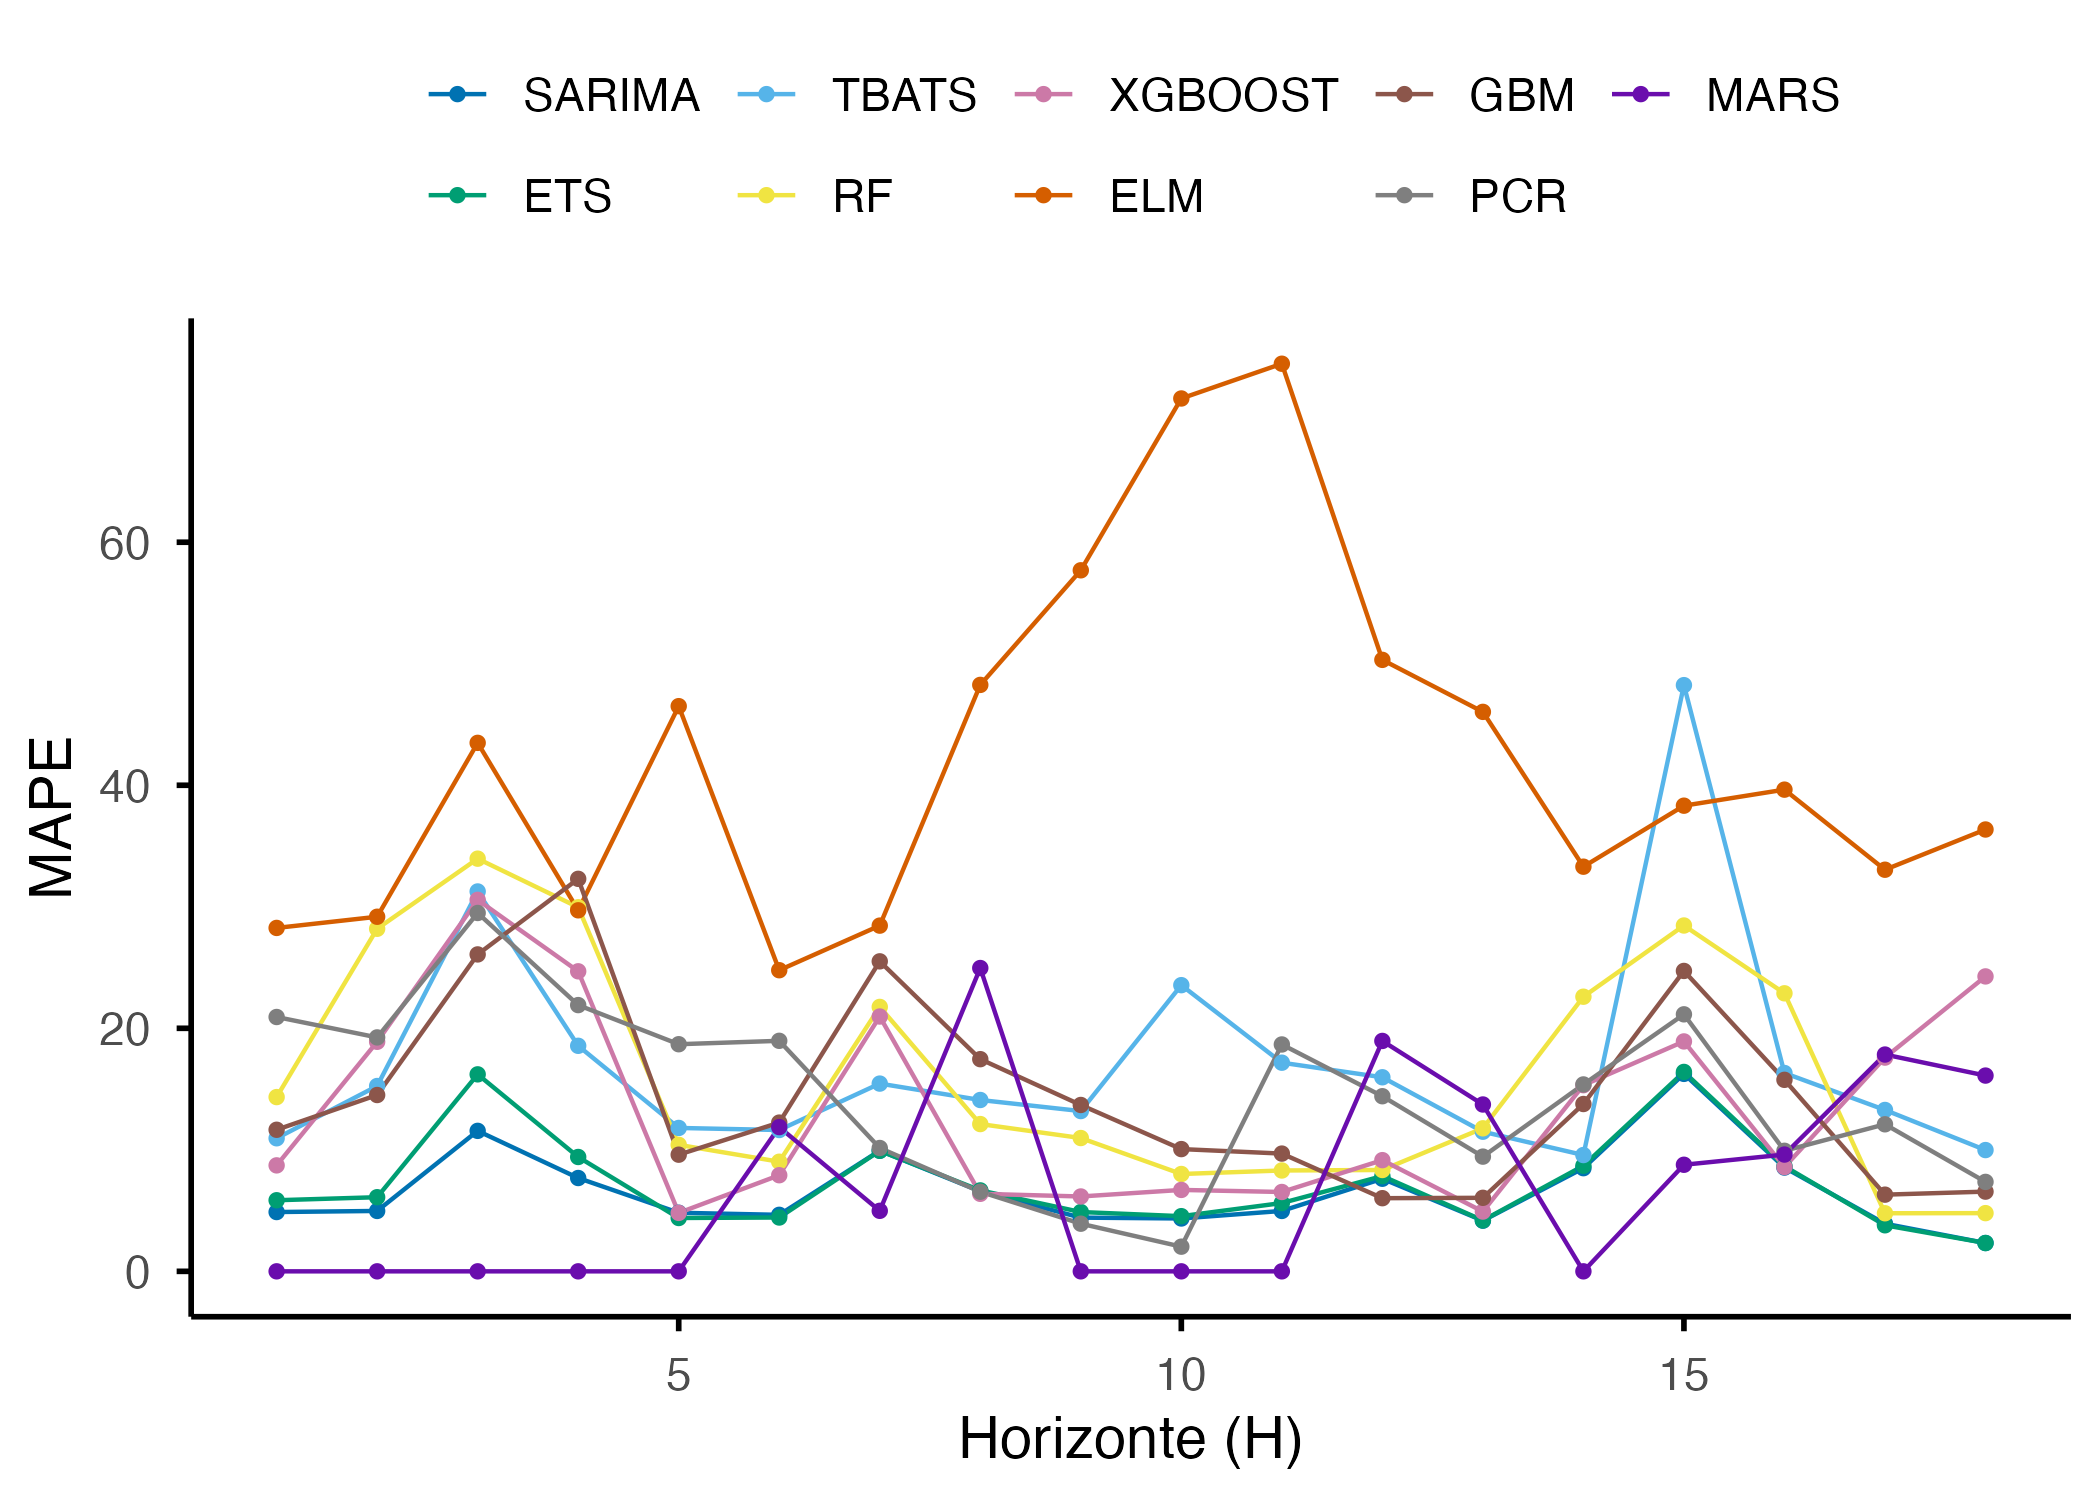 SARIMA TBATS XGBOOST GBM MARS
ETS RF ELM PCR
MAPE
60
40
20
0
5 10 15
Horizonte (H)